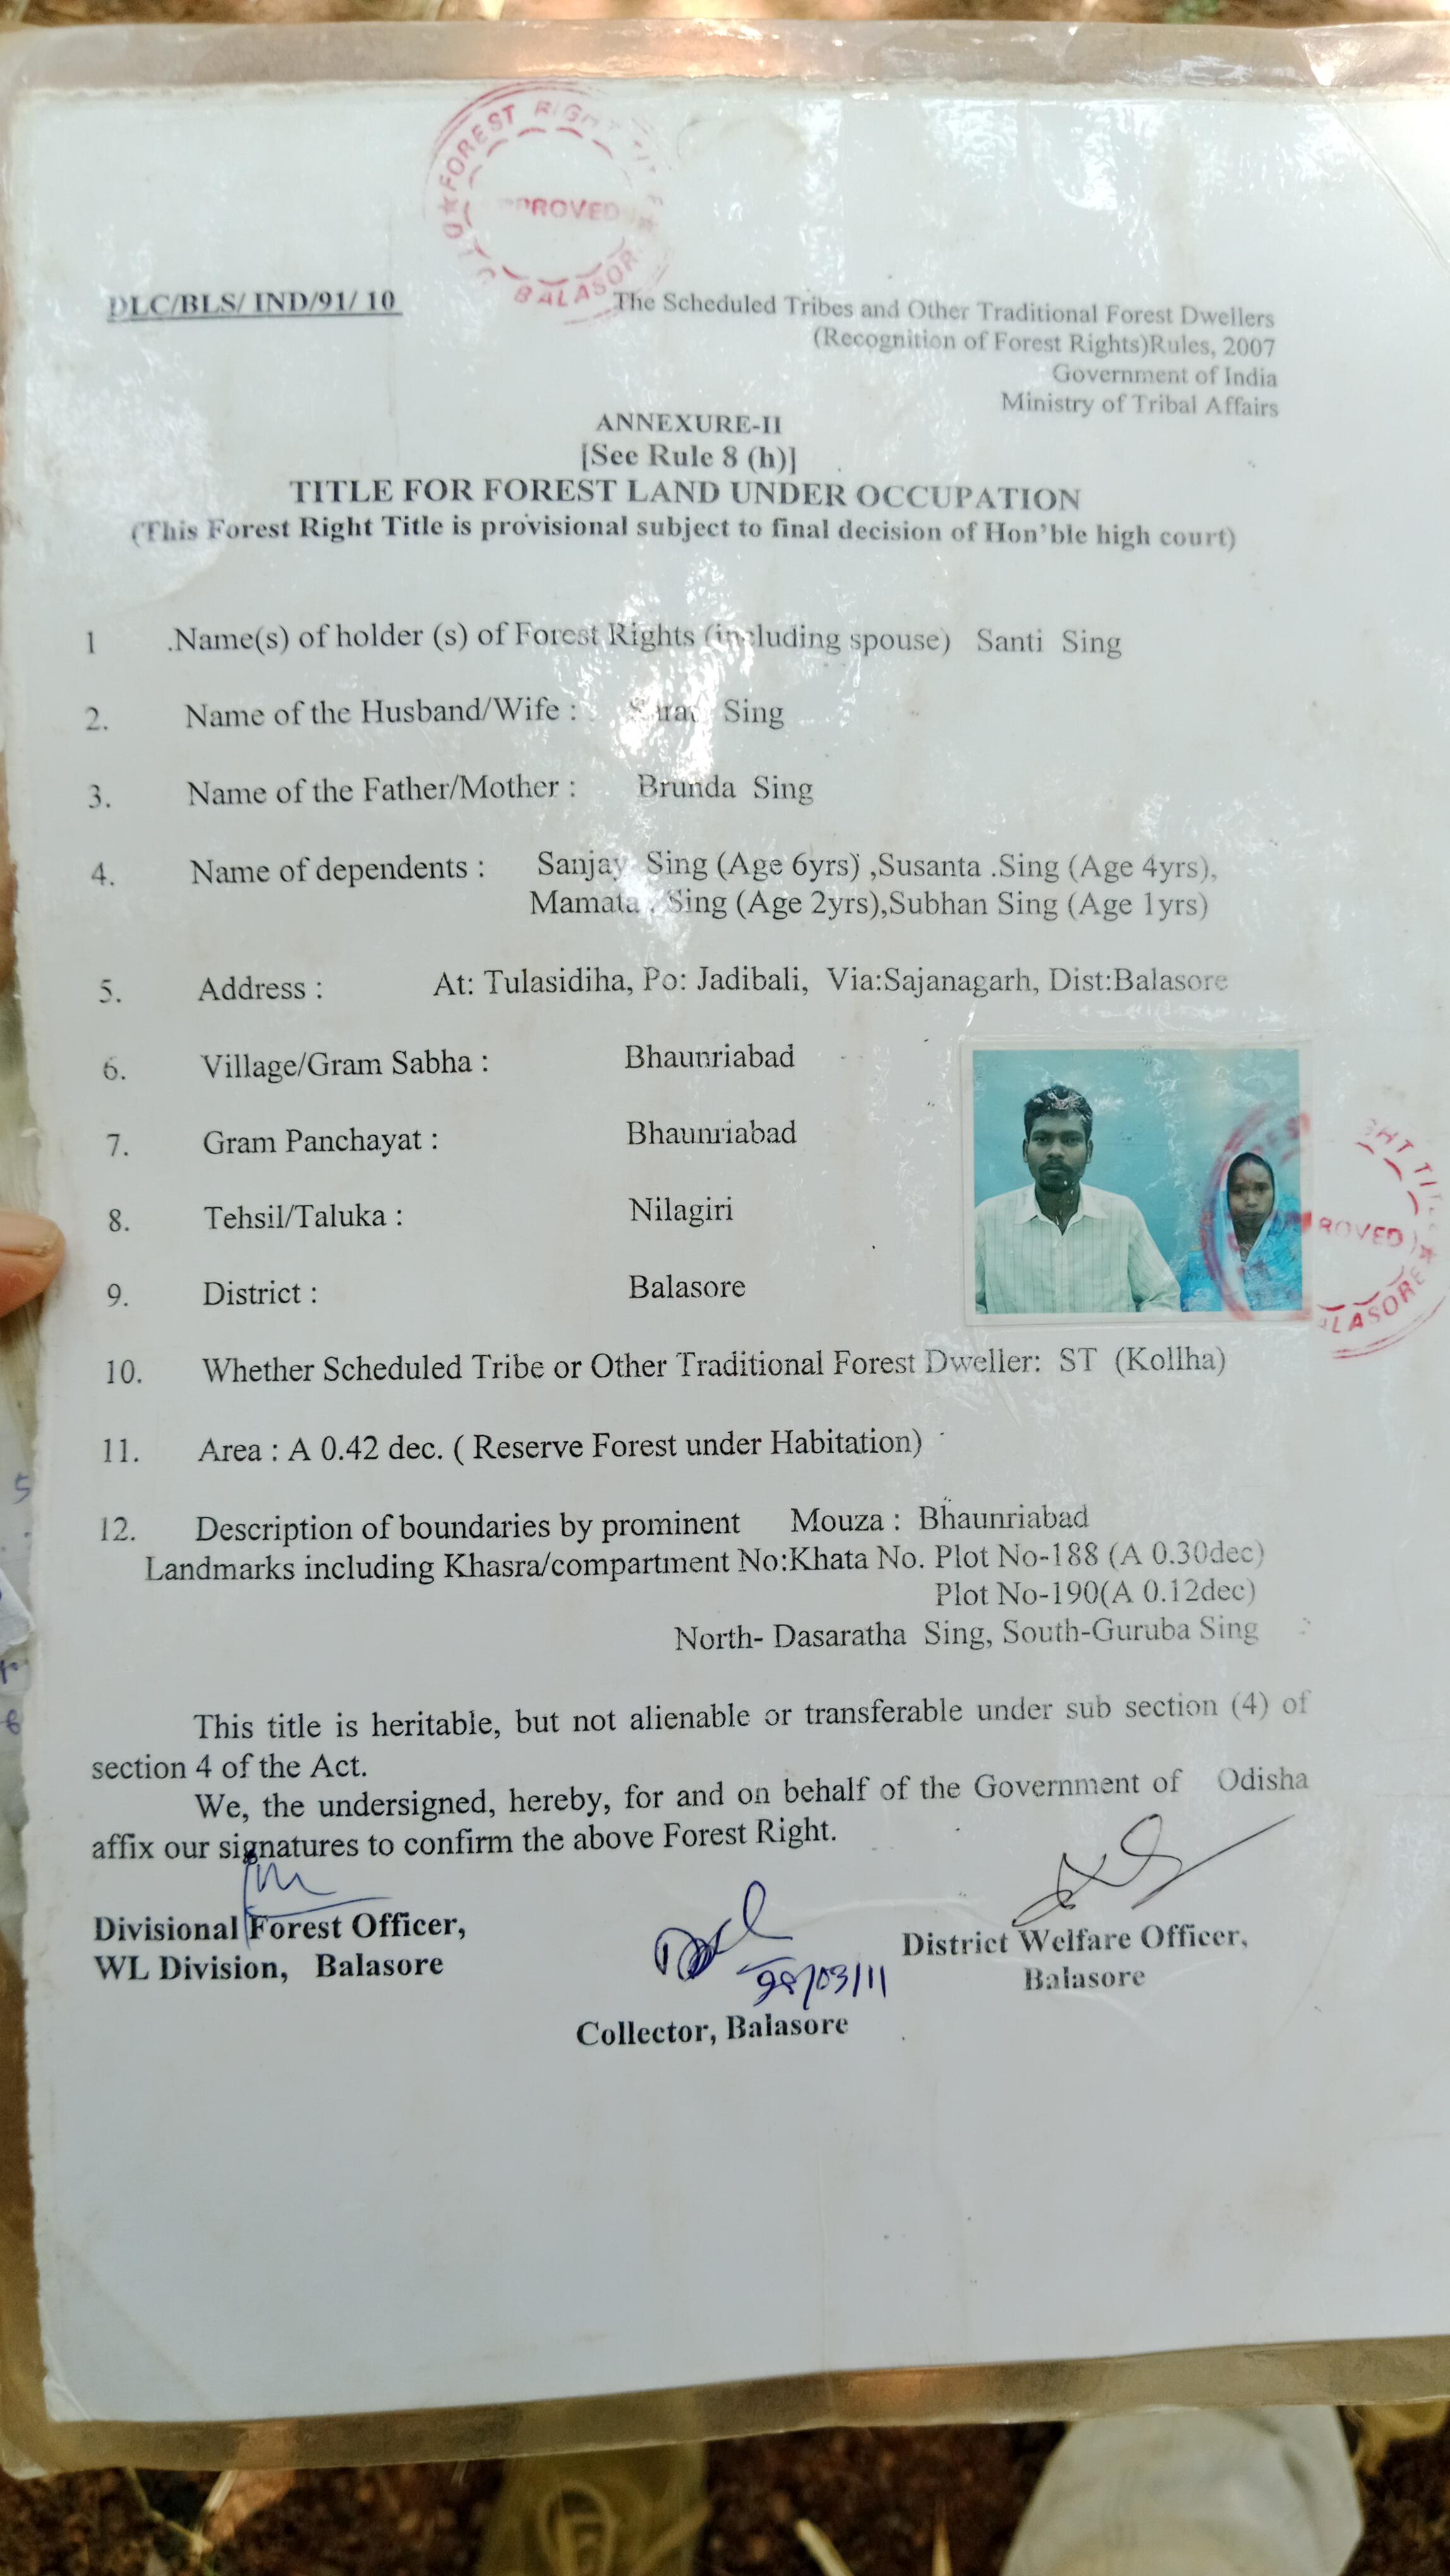 FOREST RIGHT
PROVED
BALASOR
DLC/BLS/ IND/91/ 10
The Scheduled Tribes and Other Traditional Forest Dwellers
(Recognition of Forest Rights)Rules, 2007
Government of India
Ministry of Tribal Affairs
ANNEXURE-II
[See Rule 8 (h)]
TITLE FOR FOREST LAND UNDER OCCUPATION
(This Forest Right Title is provisional subject to final decision of Hon'ble high court)
1 .Name(s) of holder (s) of Forest Rights (including spouse) Santi Sing
2. Name of the Husband/Wife : Sing
3. Name of the Father/Mother : Brunda Sing
4. Name of dependents : Sanjay Sing (Age 6yrs) ,Susanta .Sing (Age 4yrs),
Mamata . Sing (Age 2yrs),Subhan Sing (Age 1yrs)
5. Address : At: Tulasidiha, Po: Jadibali, Via:Sajanagarh, Dist:Balasore
6. Village/Gram Sabha : Bhaunriabad
7. Gram Panchayat : Bhaunriabad
8. Tehsil/Taluka : Nilagiri
9. District : Balasore
HT TI
ROVED
ALASORE
10. Whether Scheduled Tribe or Other Traditional Forest Dweller: ST (Kollha)
11. Area : A 0.42 dec. ( Reserve Forest under Habitation)
12. Description of boundaries by prominent Mouza : Bhaunriabad
Landmarks including Khasra/compartment No:Khata No. Plot No-188 (A 0.30dec)
Plot No-190(A 0.12dec)
North- Dasaratha Sing, South-Guruba Sing
This title is heritable, but not alienable or transferable under sub section (4) of
section 4 of the Act.
We, the undersigned, hereby, for and on behalf of the Government of Odisha
affix our signatures to confirm the above Forest Right.
Divisional Forest Officer,
WL Division, Balasore
28/03/11
Collector, Balasore
District Welfare Officer,
Balasore